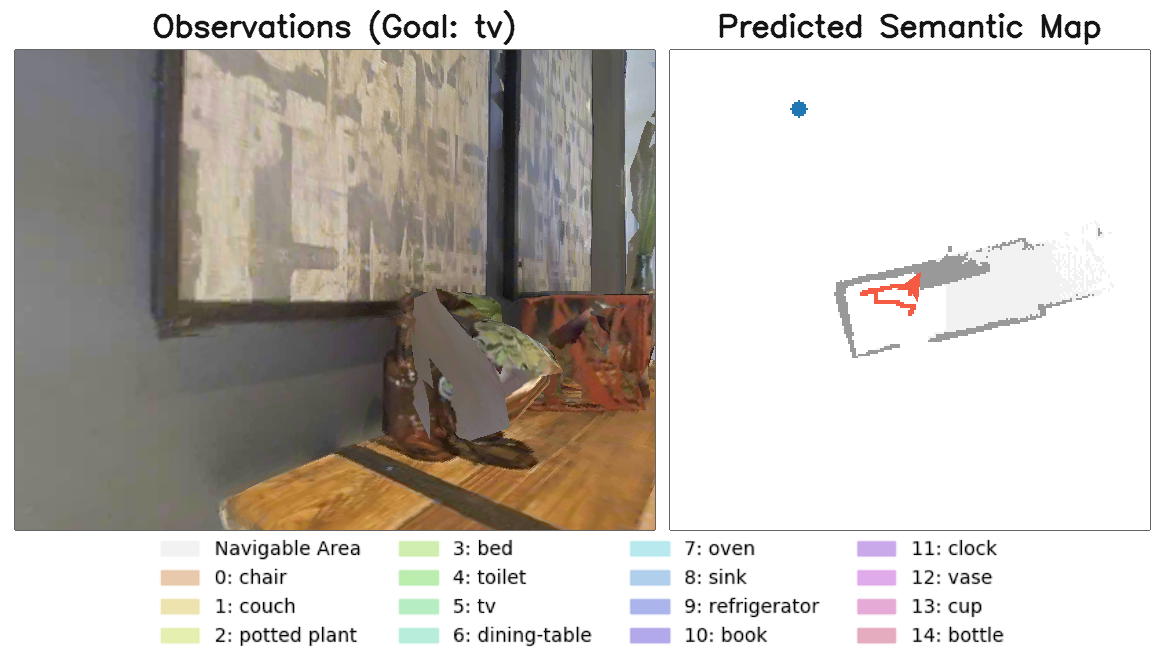 Observations (Goal: tv)
Predicted Semantic Map
Navigable Area
0: chair
1: couch
2: potted plant
3: bed
4: toilet
5: tv
6: dining-table
7: oven
8: sink
9: refrigerator
10: book
11: clock
12: vase
13: cup
14: bottle